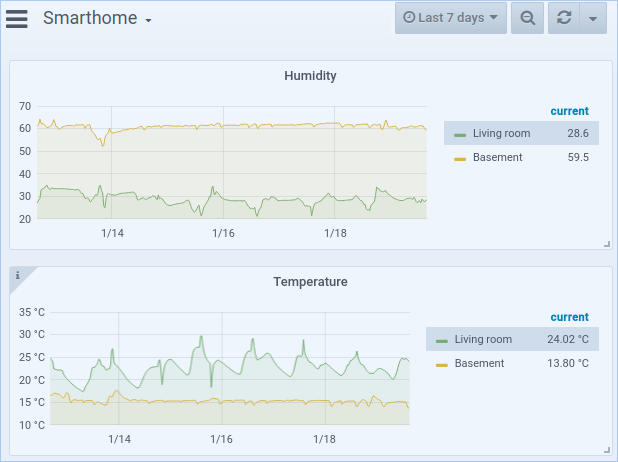 Smarthome
Last 7 days
Humidity
70
60
50
40
30
20
1/14
1/16
1/18
current
Living room 28.6
Basement 59.5
i
Temperature
35 °C
30 °C
25 °C
20 °C
15 °C
10 °C
1/14
1/16
1/18
current
Living room 24.02 °C
Basement 13.80 °C